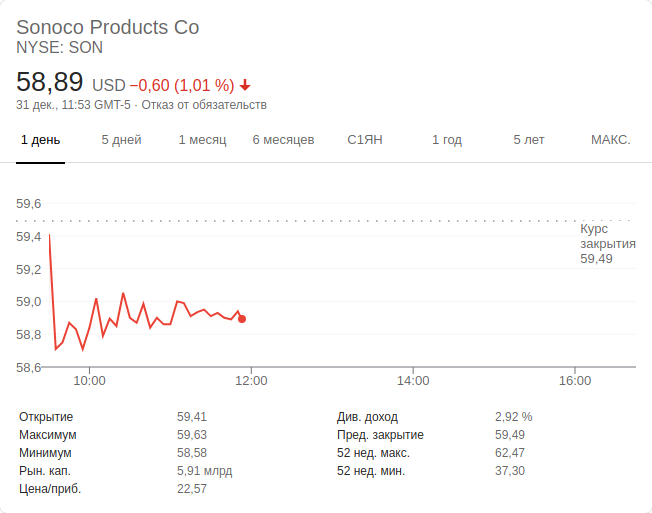 Sonoco Products Co
NYSE: SON
58,89 USD −0,60 (1,01 %)
31 дек., 11:53 GMT-5 · Отказ от обязательств
1 день 5 дней 1 месяц 6 месяцев С1ЯН 1 год 5 лет МАКС.
59,6
59,4
59,2
59,0
58,8
58,6
Курс
закрытия
59,49
10:00 12:00 14:00 16:00
Открытие 59,41 Див. доход 2,92 %
Максимум 59,63 Пред. закрытие 59,49
Минимум 58,58 52 нед. макс. 62,47
Рын. кап. 5,91 млрд 52 нед. мин. 37,30
Цена/приб. 22,57